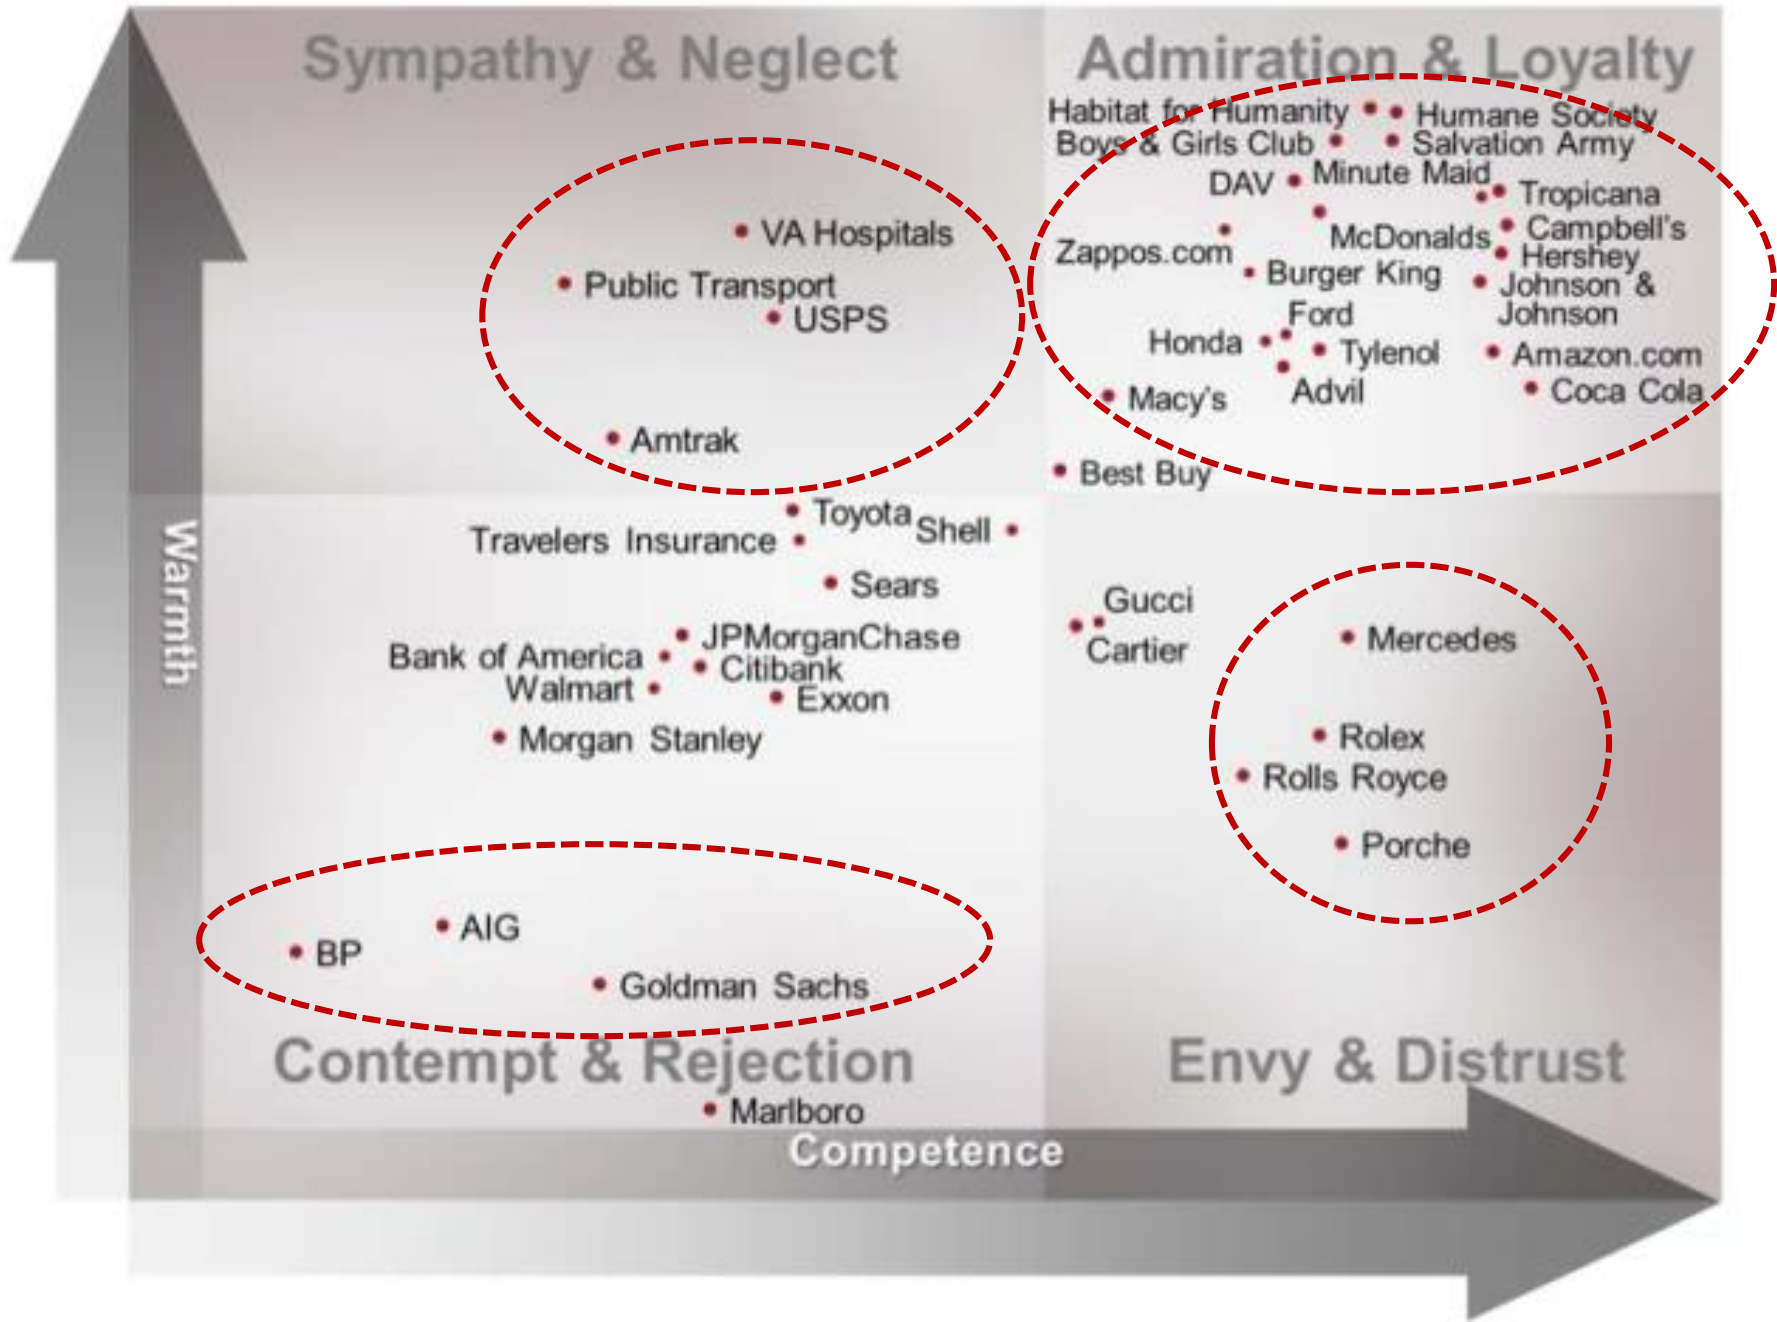 Sympathy & Neglect
Admiration & Loyalty
Habitat for Humanity
Humane Society
Boys & Girls Club
Salvation Army
DAV
Minute Maid
Tropicana
McDonalds
Campbell's
Zappos.com
Hershey
Burger King
Johnson &
Johnson
Ford
Honda
Tylenol
Amazon.com
Advil
Coca Cola
Macy's
Best Buy
VA Hospitals
Public Transport
USPS
Amtrak
Warmth
Toyota
Shell
Travelers Insurance
Sears
JPMorganChase
Bank of America
Citibank
Walmart
Exxon
Morgan Stanley
Gucci
Cartier
Mercedes
Rolex
Rolls Royce
Porche
AIG
BP
Goldman Sachs
Contempt & Rejection
Envy & Distrust
Marlboro
Competence